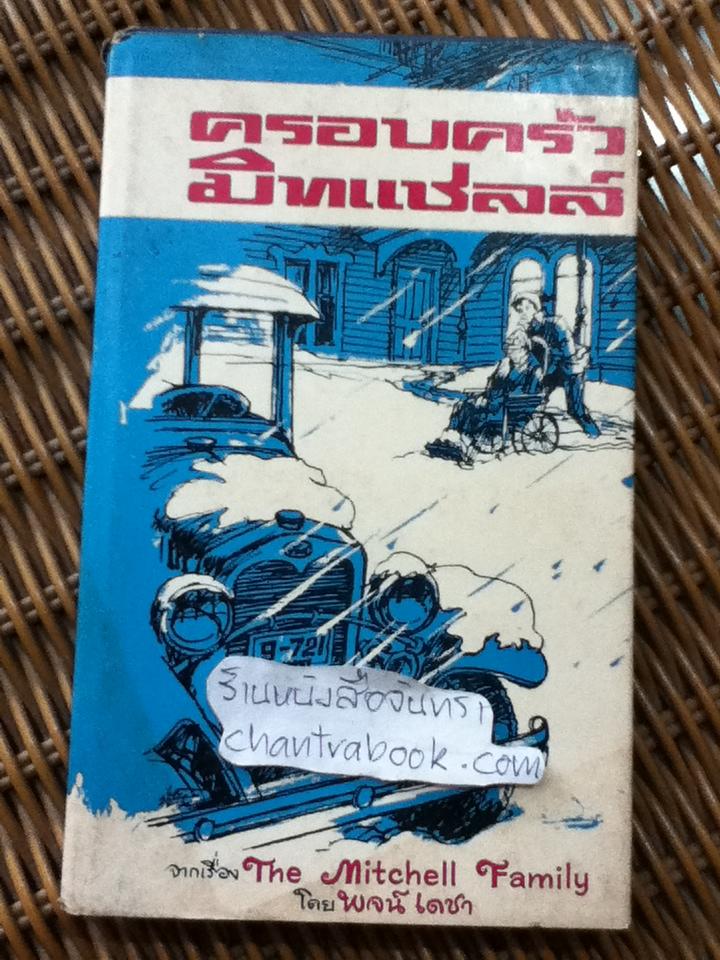 ครอบครัว
มิทแชลล์
9-721
ร้านหนังสือจันทรา
chantrabook.com
จากเรื่อง The Mitchell Family
โดย พจน์ เดชา